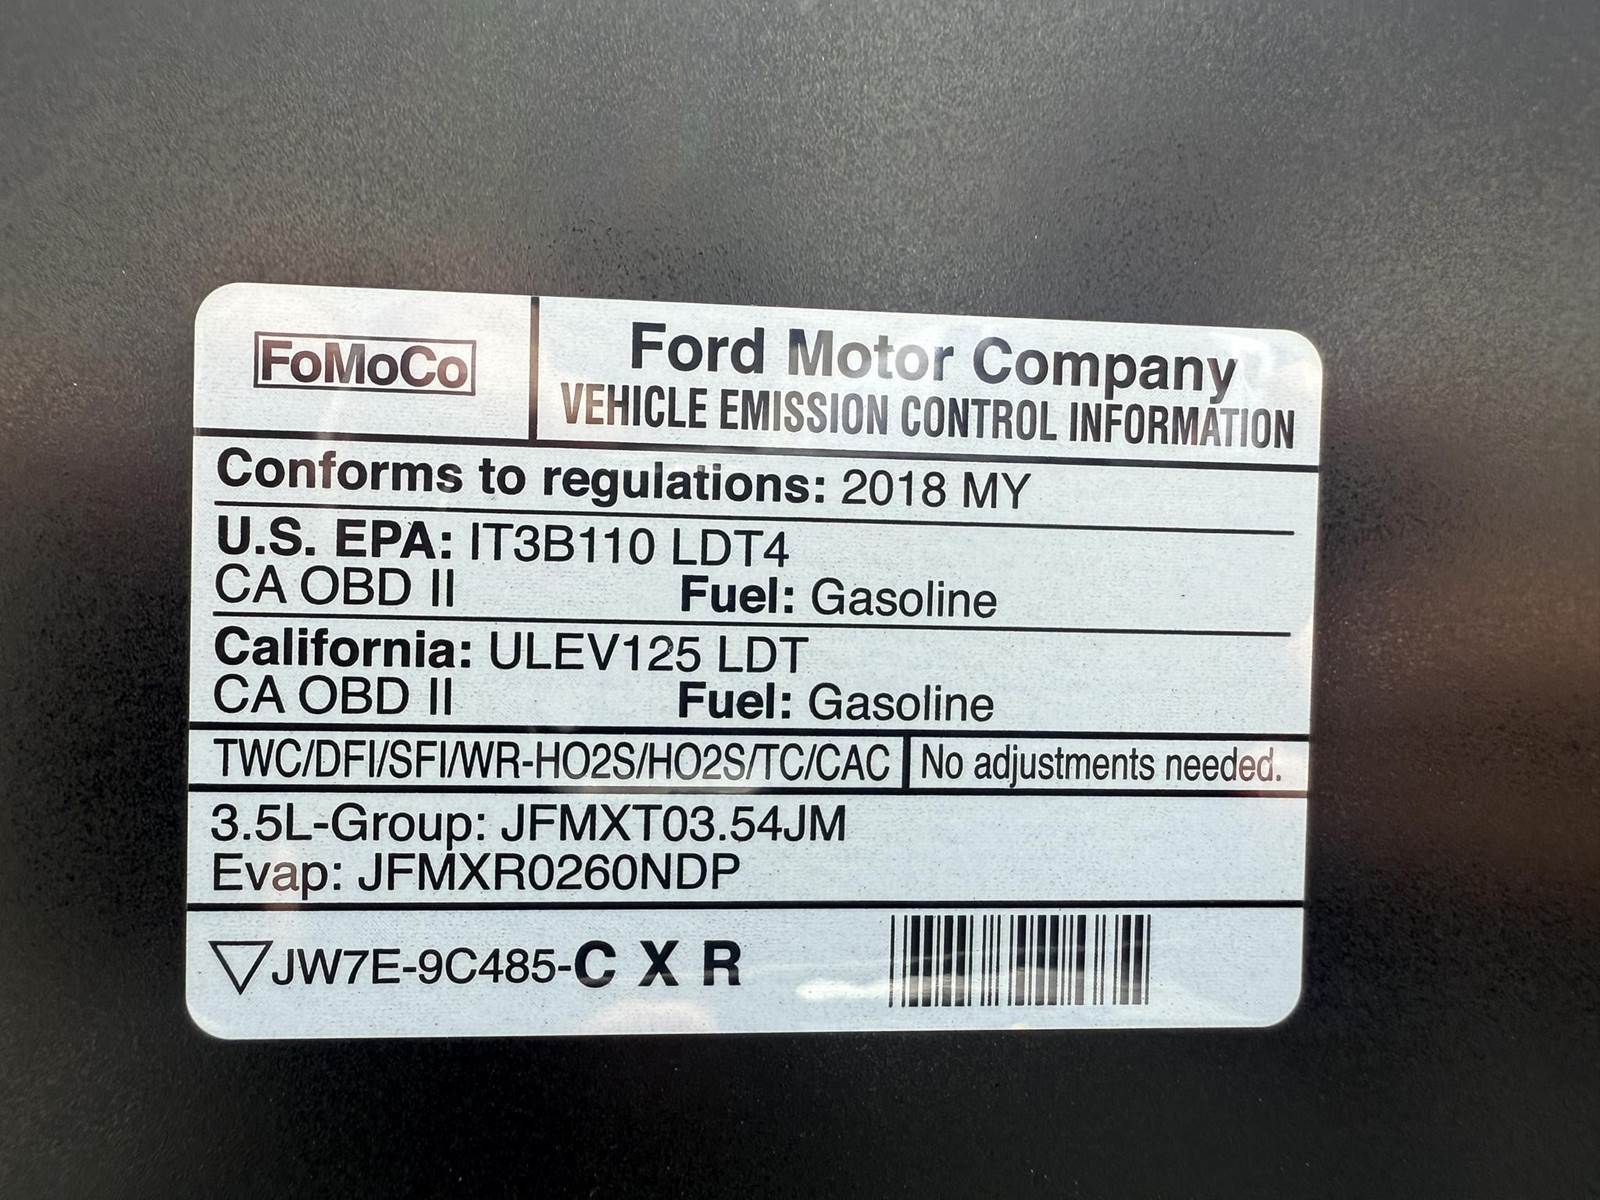 FoMoCo
Ford Motor Company
VEHICLE EMISSION CONTROL INFORMATION
Conforms to regulations: 2018 MY
U.S. EPA: IT3B110 LDT4
CA OBD II Fuel: Gasoline
California: ULEV125 LDT
CA OBD II Fuel: Gasoline
TWC/DFI/SFI/WR-HO2S/HO2S/TC/CAC No adjustments needed.
3.5L-Group: JFMXT03.54JM
Evap: JFMXR0260NDP
JW7E-9C485-C X R